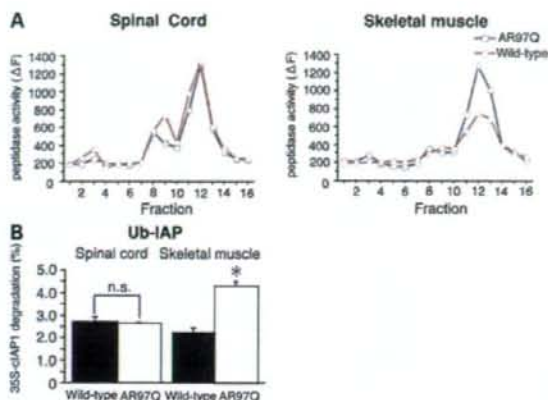 A
Spinal Cord
Skeletal muscle
AR97Q
Wild-type
peptidase activity (ΔF)
1400
1200
1000
800
600
400
200
0
2 4 6 8 10 12 14 16
Fraction
peptidase activity (ΔF)
1400
1200
1000
800
600
400
200
0
2 4 6 8 10 12 14 16
Fraction
B
Ub-IAP
Spinal cord Skeletal muscle
35S-cIAP1 degradation (%)
5.0
4.0
3.0
2.0
1.0
0
n.s.
*
Wild-type AR97Q Wild-type AR97Q